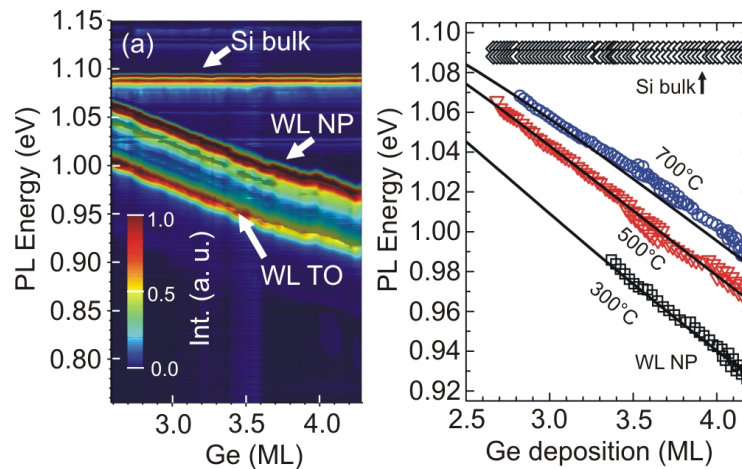 (a)
Si bulk
WL NP
WL TO
1.0
0.5
0.0
Int. (a. u.)
1.15
1.10
1.05
1.00
0.95
0.90
0.85
0.80
PL Energy (eV)
3.0 3.5 4.0
Ge (ML)
Si bulk
700°C
500°C
300°C
WL NP
1.10
1.08
1.06
1.04
1.02
1.00
0.98
0.96
0.94
0.92
PL Energy (eV)
2.5 3.0 3.5 4.0
Ge deposition (ML)